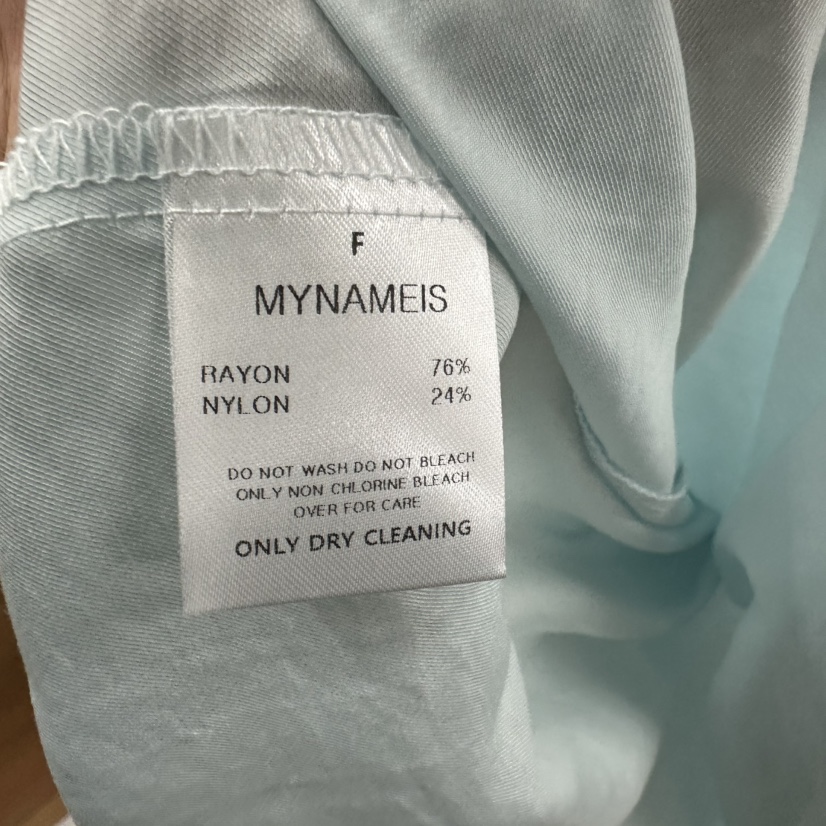 F
MYNAMEIS
RAYON 76%
NYLON 24%
DO NOT WASH DO NOT BLEACH
ONLY NON CHLORINE BLEACH
OVER FOR CARE
ONLY DRY CLEANING